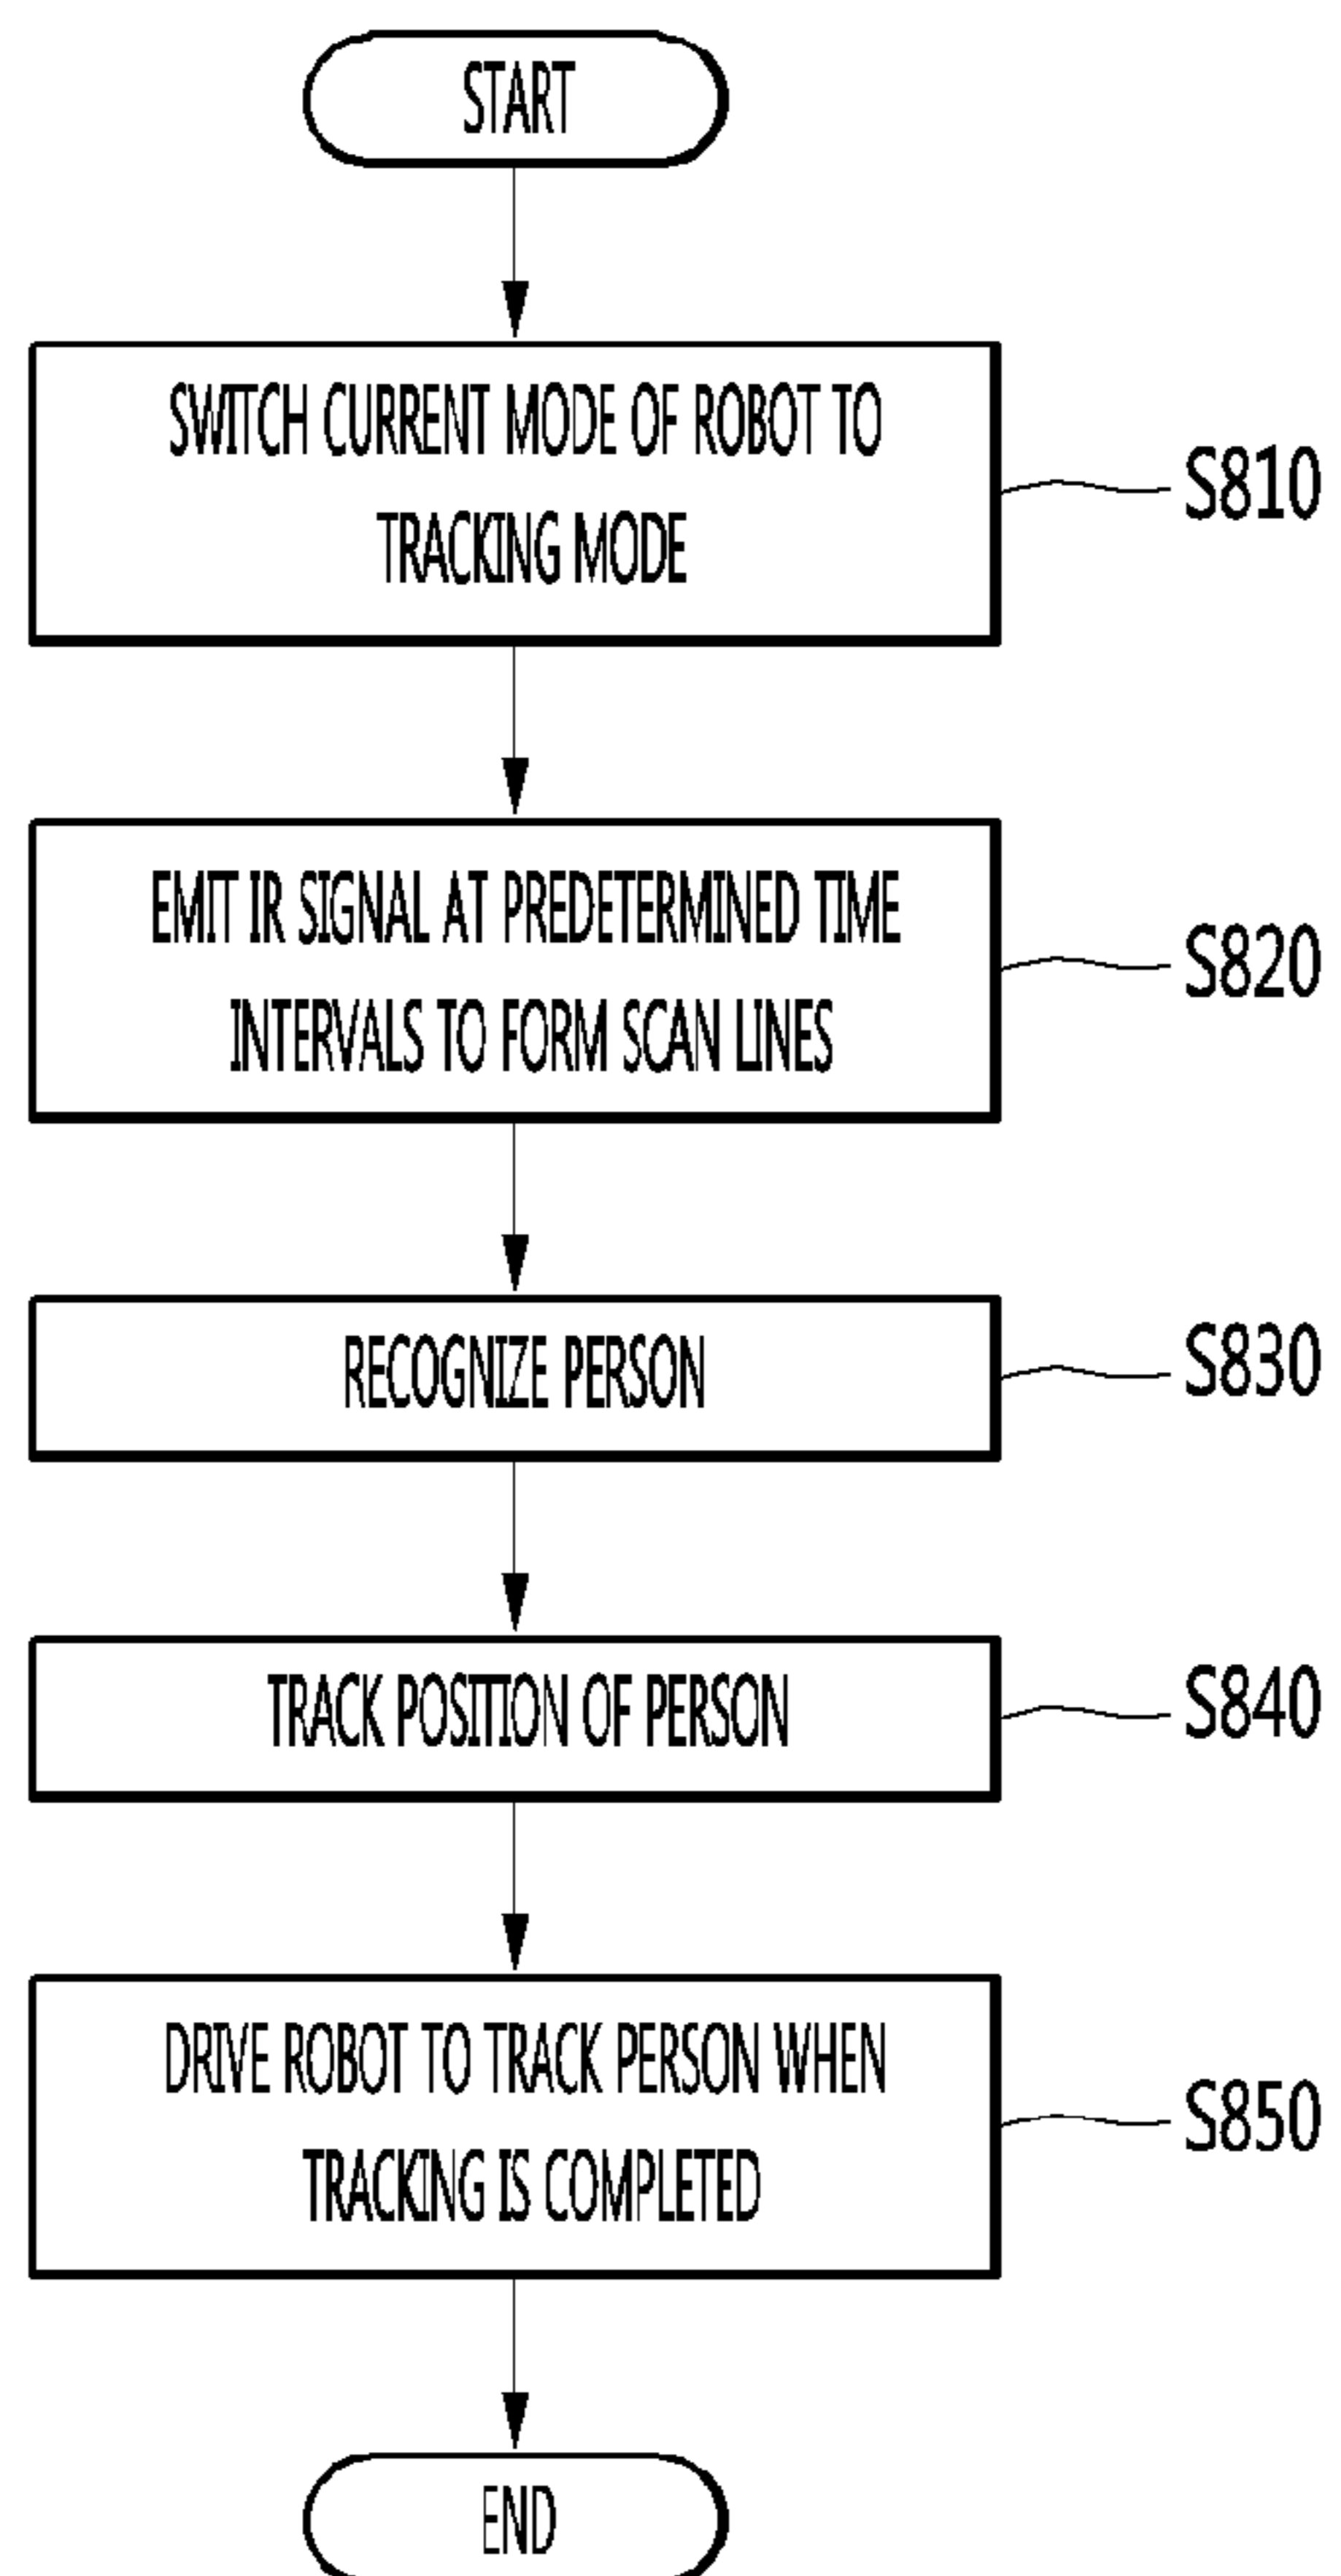 START
SWITCH CURRENT MODE OF ROBOT TO
TRACKING MODE
S810
EMIT IR SIGNAL AT PREDETERMINED TIME
INTERVALS TO FORM SCAN LINES
S820
RECOGNIZE PERSON
S830
TRACK POSITION OF PERSON
S840
DRIVE ROBOT TO TRACK PERSON WHEN
TRACKING IS COMPLETED
S850
END